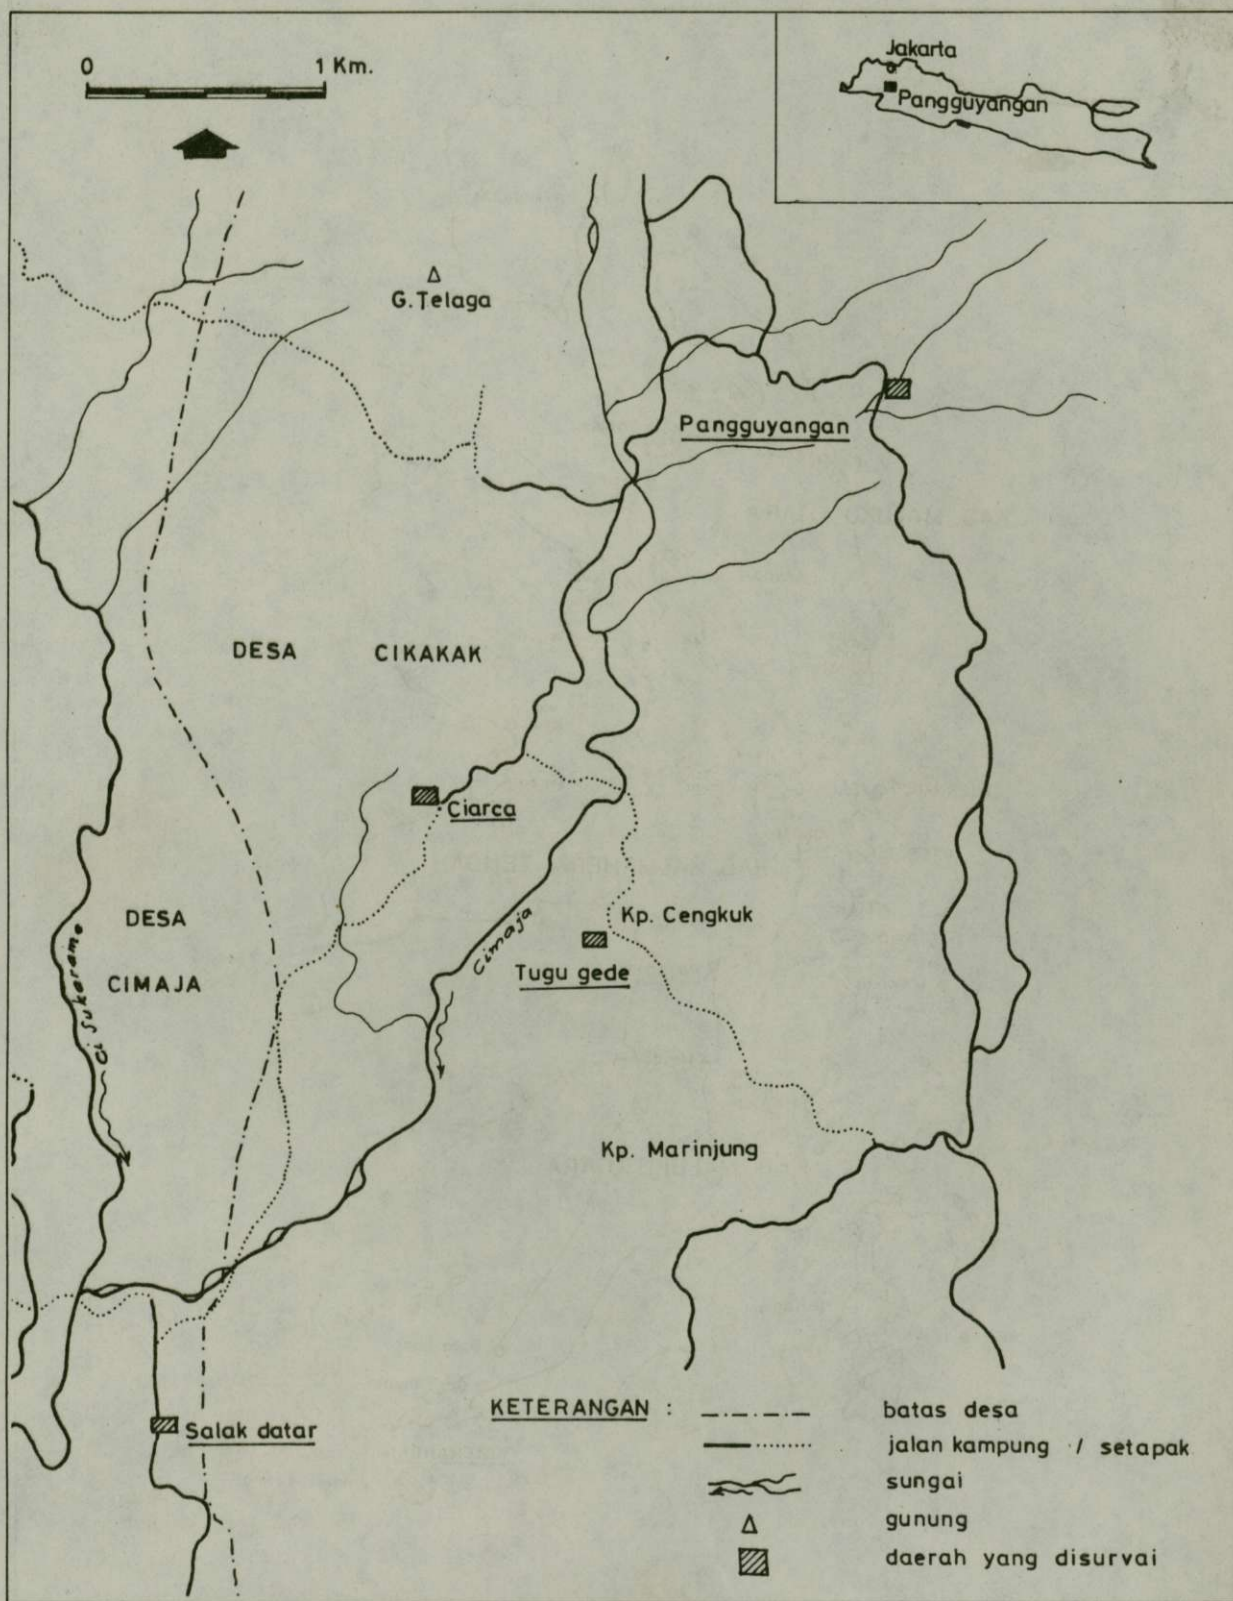 0 1 Km.
Jakarta
Pangguyangan
G. Telaga
Pangguyangan
DESA CIKAKAK
Ciarca
DESA
CIMAJA
Ci Sukarame
Cimaja
Kp. Cengkuk
Tugu gede
Kp. Marinjung
Salak datar
KETERANGAN :
batas desa
jalan kampung / setapak
sungai
gunung
daerah yang disurvai